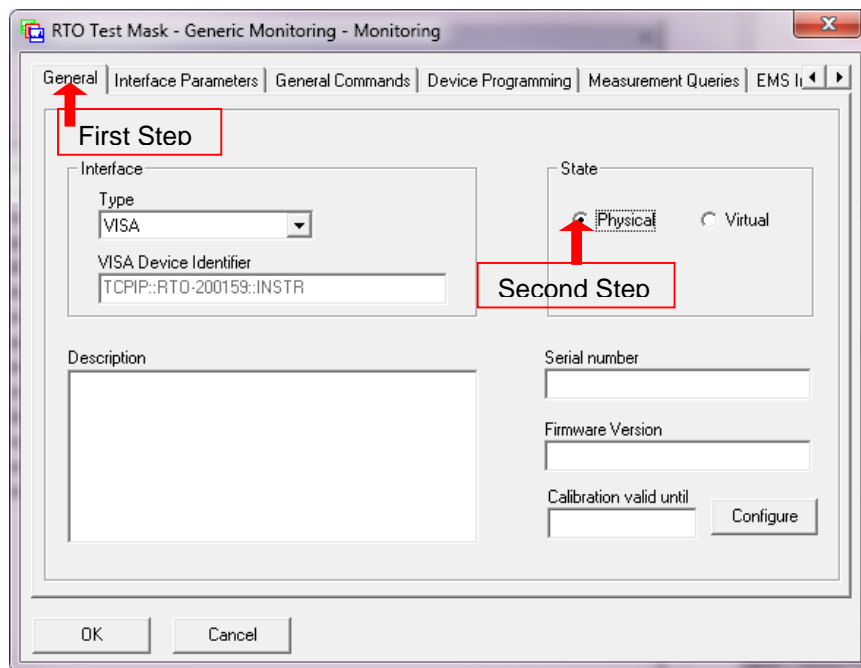 RTO Test Mask - Generic Monitoring - Monitoring
General Interface Parameters General Commands Device Programming Measurement Queries EMS I
First Step
Interface
Type
VISA
VISA Device Identifier
TCPIP::RTO-200159::INSTR
State
Physical Virtual
Second Step
Description
Serial number
Firmware Version
Calibration valid until
Configure
OK Cancel